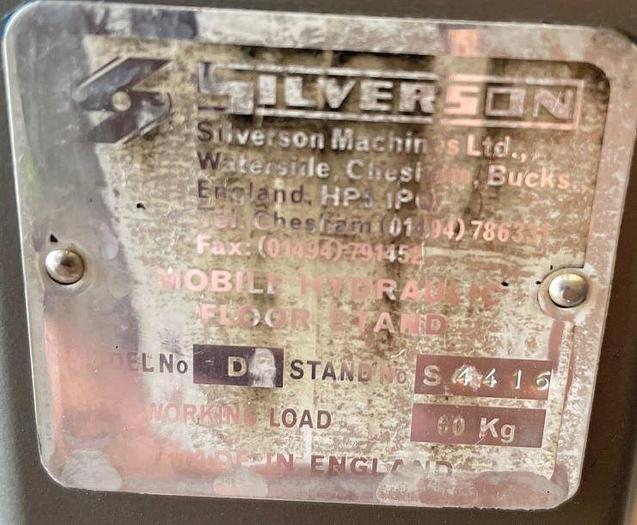 SILVERSON
Silverson Machines Ltd.,
Waterside, Chesham, Bucks.,
England. HP5 1PQ
Tel: Chesham (01494) 786331
Fax: (01494) 791452
MOBILE HYDRAULIC
FLOOR STAND
MODEL No STAND No S4416
WORKING LOAD 60 Kg
MADE IN ENGLAND